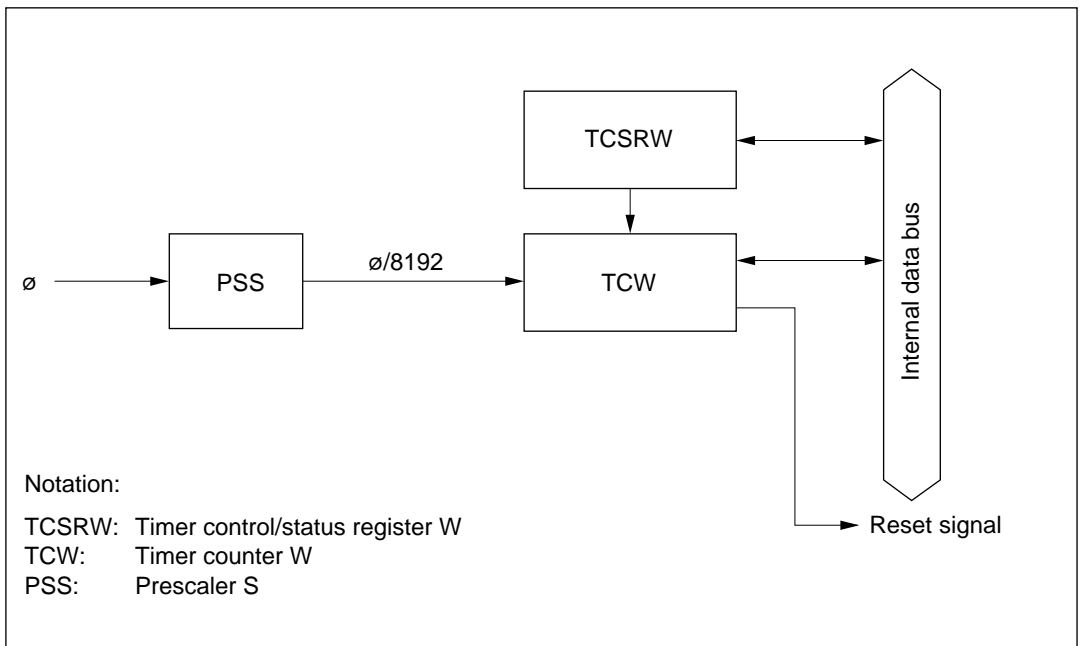 TCSRW
Internal data bus
ø
PSS
ø/8192
TCW
Notation:
TCSRW: Timer control/status register W
TCW: Timer counter W
PSS: Prescaler S
Reset signal